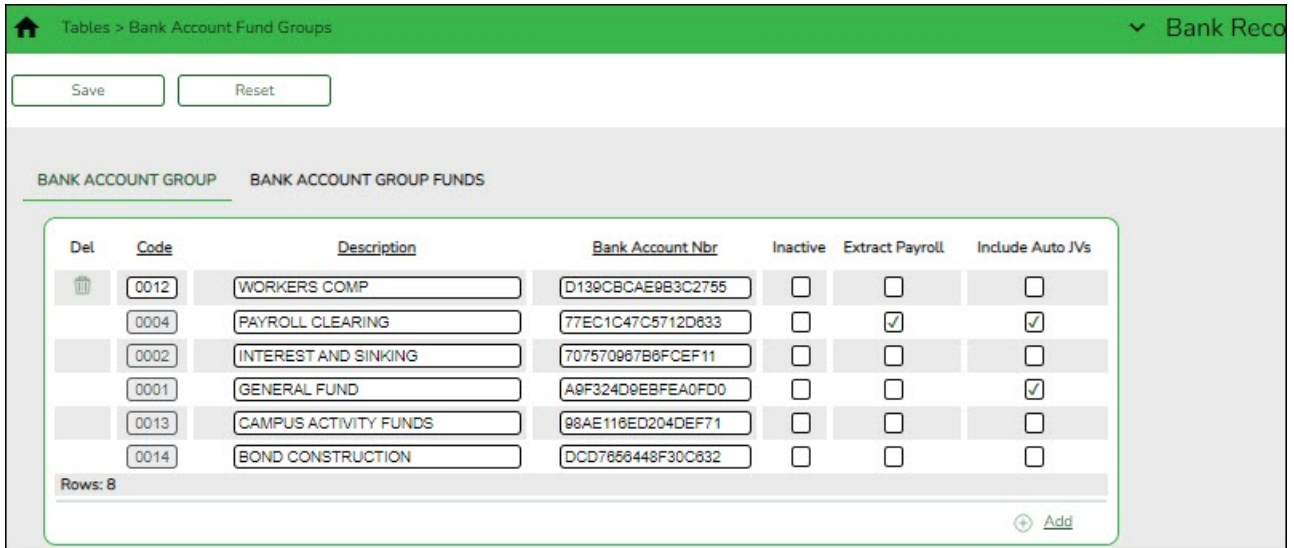 Tables > Bank Account Fund Groups Bank Reco
Save Reset
BANK ACCOUNT GROUP BANK ACCOUNT GROUP FUNDS
Del Code Description Bank Account Nbr Inactive Extract Payroll Include Auto JVs
0012 WORKERS COMP D139CBCAE9B3C2755
0004 PAYROLL CLEARING 77EC1C47C5712D633
0002 INTEREST AND SINKING 707570967B6FCEF11
0001 GENERAL FUND A9F324D9EBFEA0FD0
0013 CAMPUS ACTIVITY FUNDS 98AE116ED204DEF71
0014 BOND CONSTRUCTION DCD7656448F30C632
Rows: 8
Add